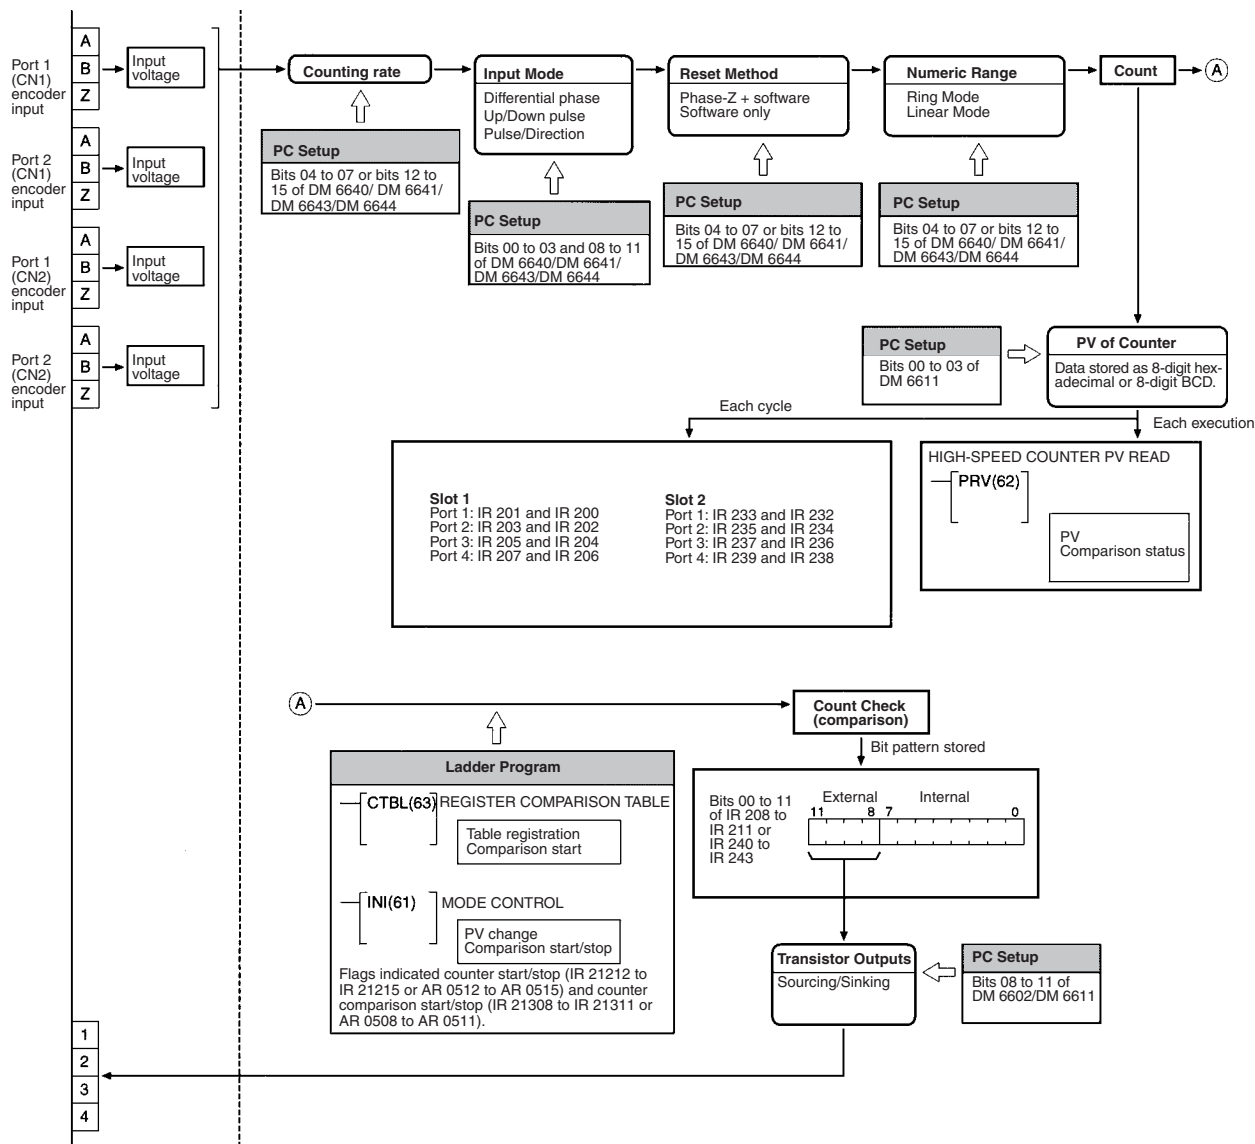 Port 1
(CN1)
encoder
input
A
B
Z
Input
voltage
Port 2
(CN1)
encoder
input
A
B
Z
Input
voltage
Port 1
(CN2)
encoder
input
A
B
Z
Input
voltage
Port 2
(CN2)
encoder
input
A
B
Z
Input
voltage
Counting rate
PC Setup
Bits 04 to 07 or bits 12 to
15 of DM 6640/ DM 6641/
DM 6643/DM 6644
Input Mode
Differential phase
Up/Down pulse
Pulse/Direction
PC Setup
Bits 00 to 03 and 08 to 11
of DM 6640/DM 6641/
DM 6643/DM 6644
Reset Method
Phase-Z + software
Software only
PC Setup
Bits 04 to 07 or bits 12 to
15 of DM 6640/ DM 6641/
DM 6643/DM 6644
Numeric Range
Ring Mode
Linear Mode
PC Setup
Bits 04 to 07 or bits 12 to
15 of DM 6640/ DM 6641/
DM 6643/DM 6644
Count
A
PC Setup
Bits 00 to 03 of
DM 6611
PV of Counter
Data stored as 8-digit hex-
adecimal or 8-digit BCD.
Each cycle
Each execution
Slot 1
Port 1: IR 201 and IR 200
Port 2: IR 203 and IR 202
Port 3: IR 205 and IR 204
Port 4: IR 207 and IR 206
Slot 2
Port 1: IR 233 and IR 232
Port 2: IR 235 and IR 234
Port 3: IR 237 and IR 236
Port 4: IR 239 and IR 238
HIGH-SPEED COUNTER PV READ
PRV(62)
PV
Comparison status
A
Count Check
(comparison)
Bit pattern stored
Ladder Program
CTBL(63) REGISTER COMPARISON TABLE
Table registration
Comparison start
INI(61) MODE CONTROL
PV change
Comparison start/stop
Flags indicated counter start/stop (IR 21212 to
IR 21215 or AR 0512 to AR 0515) and counter
comparison start/stop (IR 21308 to IR 21311 or
AR 0508 to AR 0511).
Bits 00 to 11
of IR 208 to
IR 211 or
IR 240 to
IR 243
External Internal
11 8 7 0
Transistor Outputs
Sourcing/Sinking
PC Setup
Bits 08 to 11 of
DM 6602/DM 6611
1
2
3
4